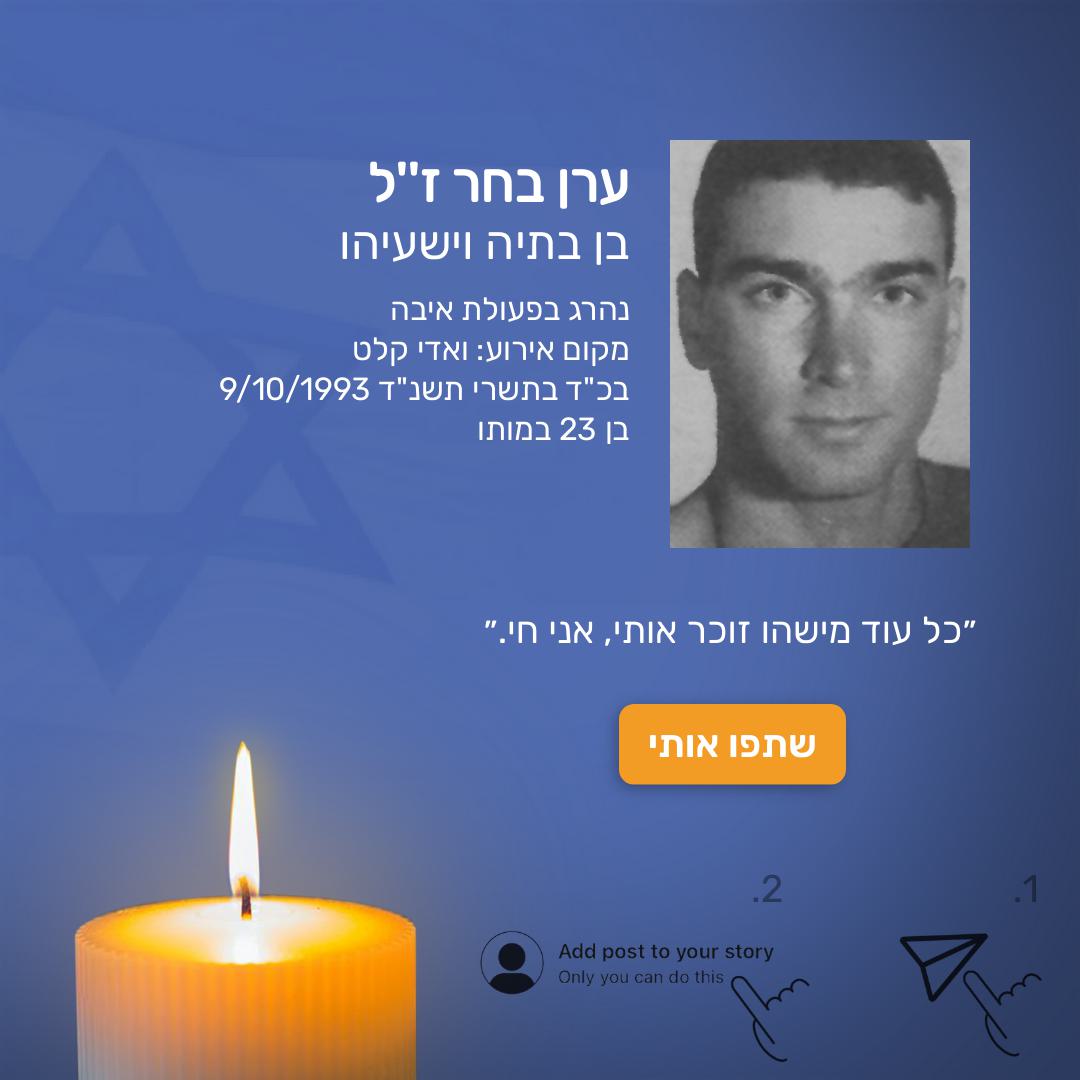 ערן בחר ז"ל
בן בתיה וישעיהו
נהרג בפעולת איבה
מקום אירוע: ואדי קלט
בכ"ד בתשרי תשנ"ד 9/10/1993
בן 23 במותו
״כל עוד מישהו זוכר אותי, אני חי.״
שתפו אותי
.1
.2
Add post to your story
Only you can do this